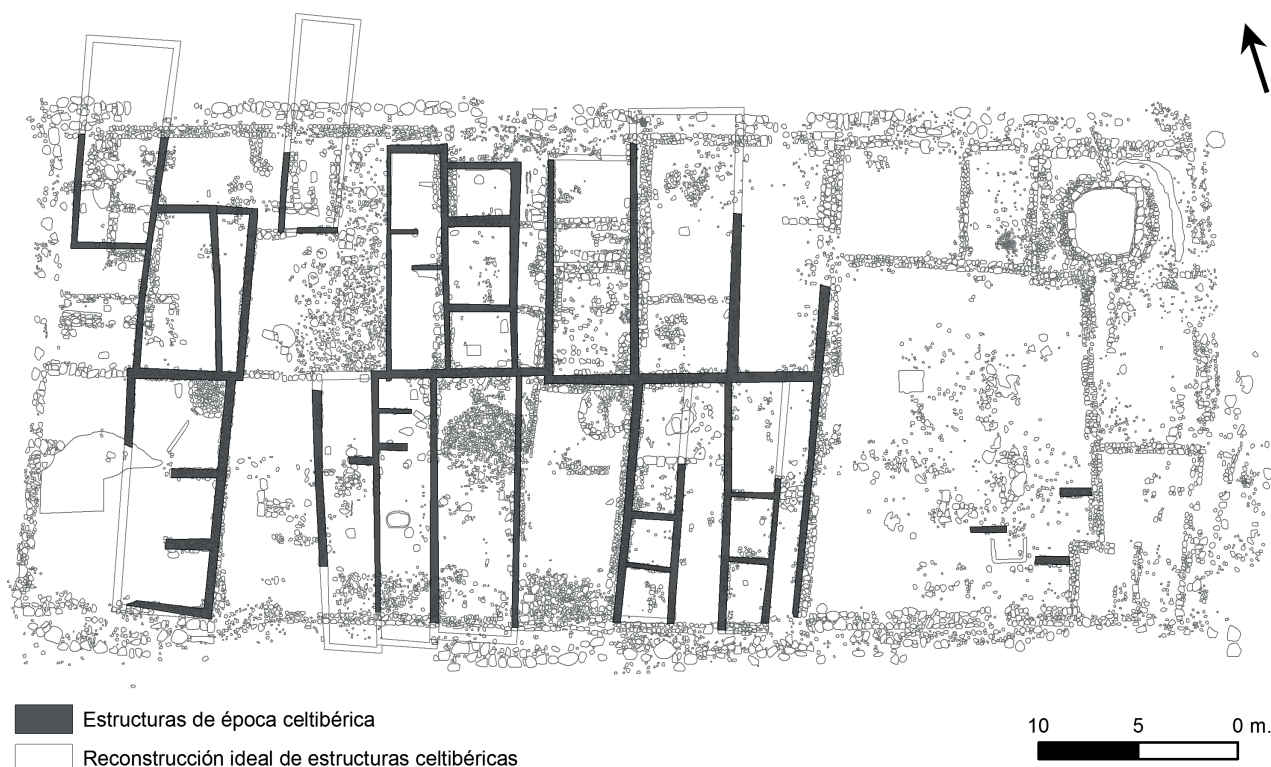 Estructuras de época celtibérica
Reconstrucción ideal de estructuras celtibéricas
10 5 0 m.